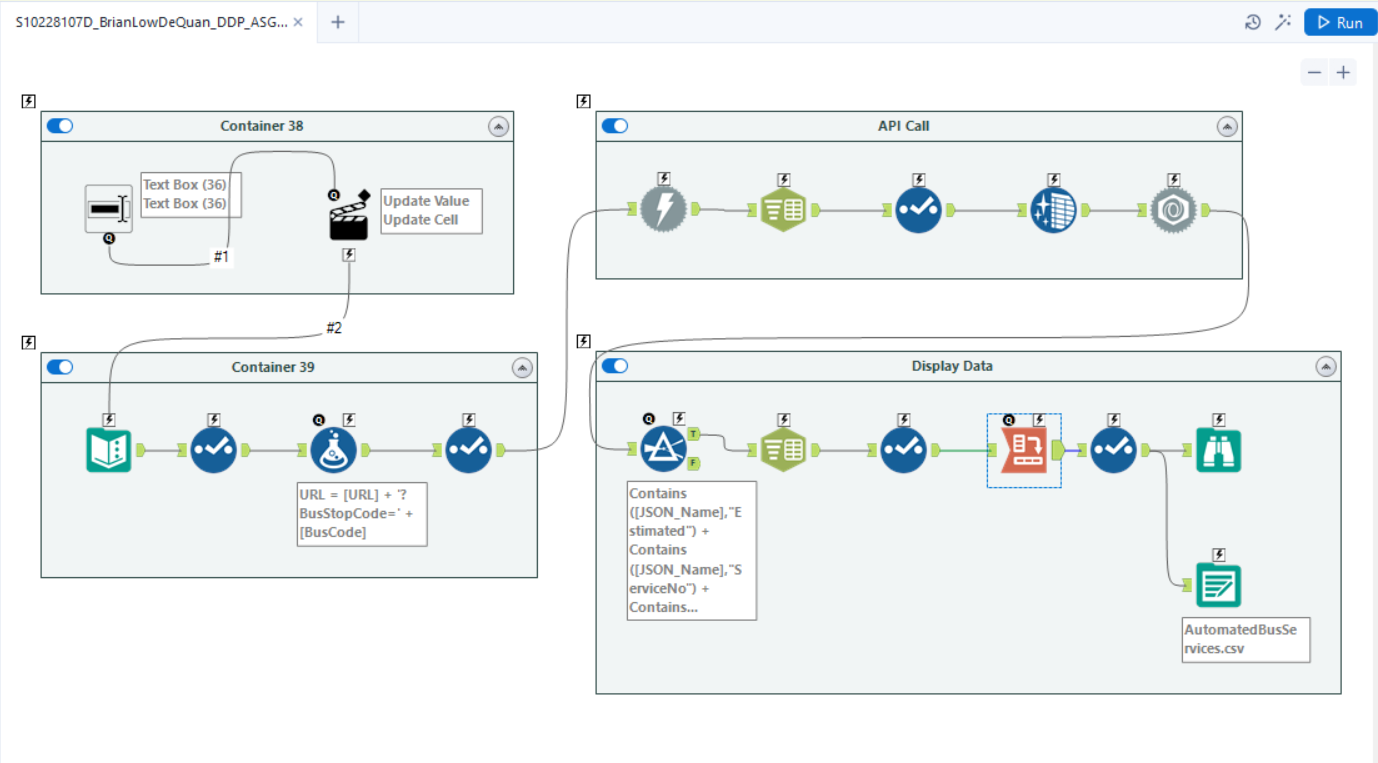 S10228107D_BrianLowDeQuan_DDP_ASG...
Run
Container 38
Text Box (36)
Text Box (36)
#1
Update Value
Update Cell
#2
API Call
Container 39
URL = [URL] + '?
BusStopCode=' +
[BusCode]
Display Data
T
F
Contains
([JSON_Name],"E
stimated") +
Contains
([JSON_Name],"S
erviceNo") +
Contains...
AutomatedBusSe
rvices.csv